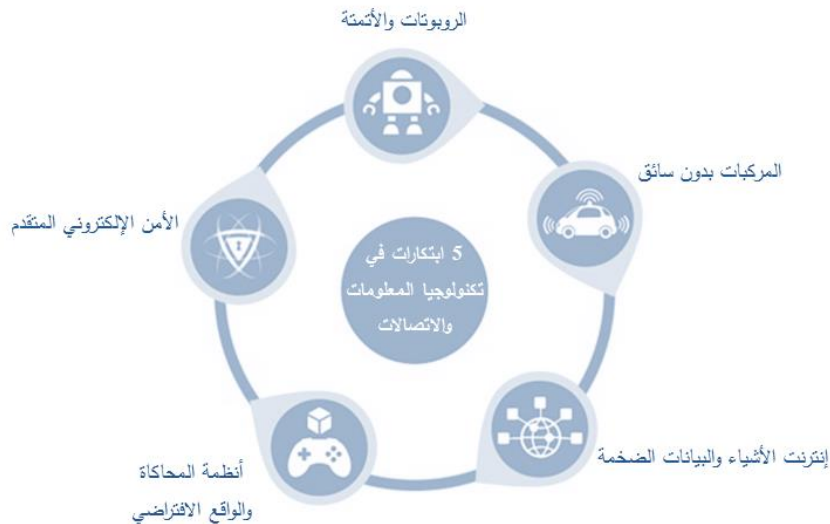 الروبوتات والأتمتة
المركبات بدون سائق
الأمن الإلكتروني المتقدم
5 ابتكارات في
تكنولوجيا المعلومات
والاتصالات
إنترنت الأشياء والبيانات الضخمة
أنظمة المحاكاة
والواقع الافتراضي